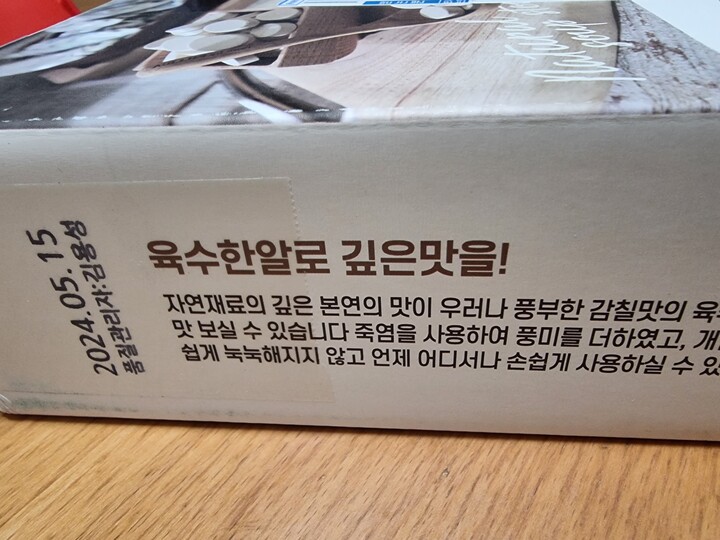 육수한알로 깊은맛을!
자연재료의 깊은 본연의 맛이 우러나 풍부한 감칠맛의
맛 보실 수 있습니다 죽염을 사용하여 풍미를 더하였고,
쉽게 눅눅해지지 않고 언제 어디서나 손쉽게 사용하실 수
2024.05.15
품질관리자:김용성